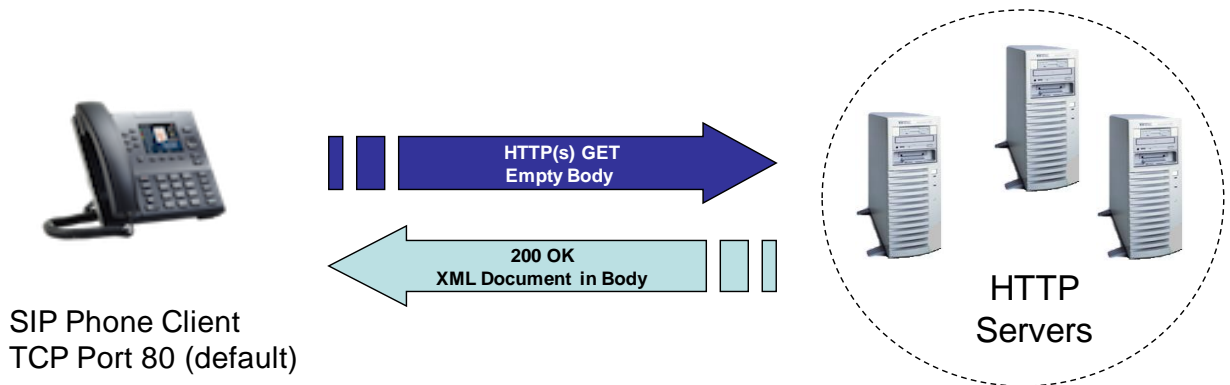 HTTP(s) GET
Empty Body
200 OK
XML Document in Body
SIP Phone Client
TCP Port 80 (default)
HTTP
Servers